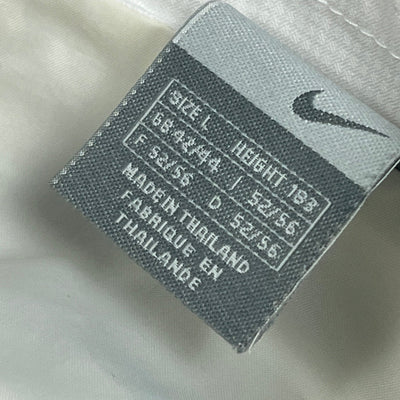 SIZE L HEIGHT 183
GB 42/44 I 52/56
F 52/56 D 52/56
MADE IN THAILAND
FABRIQUE EN
THAILANDE